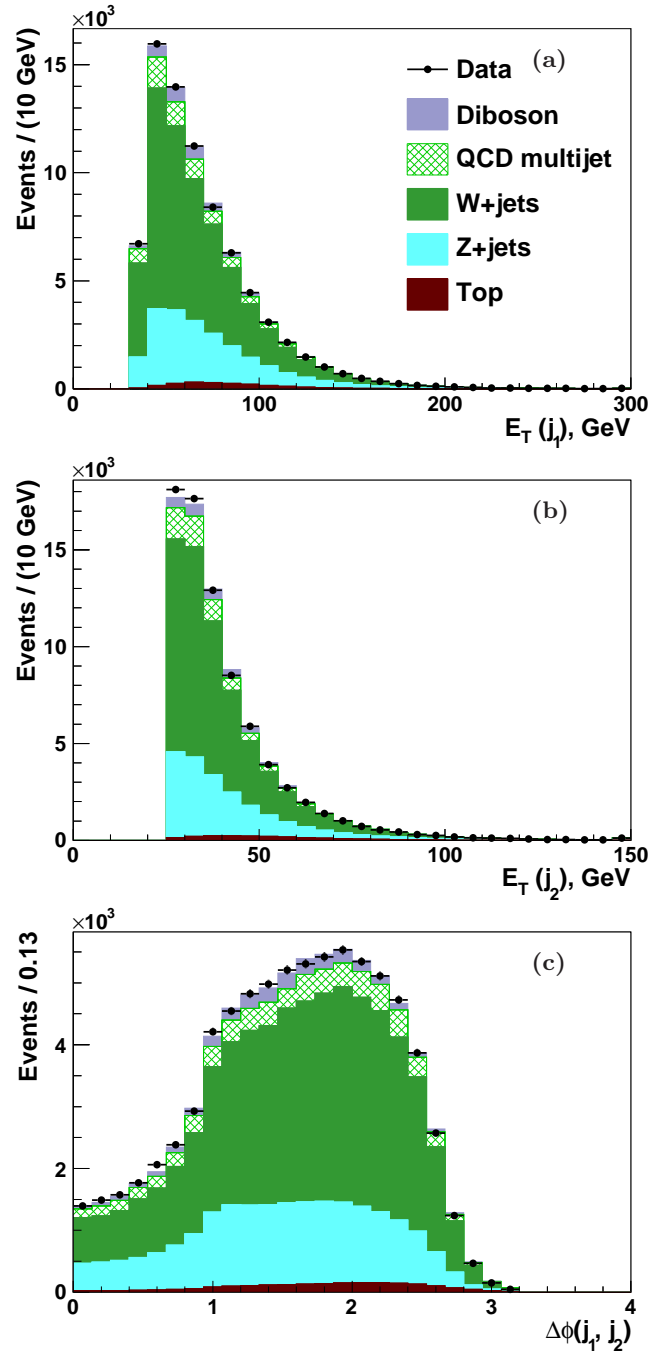 ×10³
Events / (10 GeV)
15
10
5
0
(a)
Data
Diboson
QCD multijet
W+jets
Z+jets
Top
0 100 200 300
E_T (j_1), GeV
×10³
Events / (10 GeV)
15
10
5
0
(b)
0 50 100 150
E_T (j_2), GeV
×10³
Events / 0.13
4
2
0
(c)
0 1 2 3 4
Δϕ(j_1, j_2)